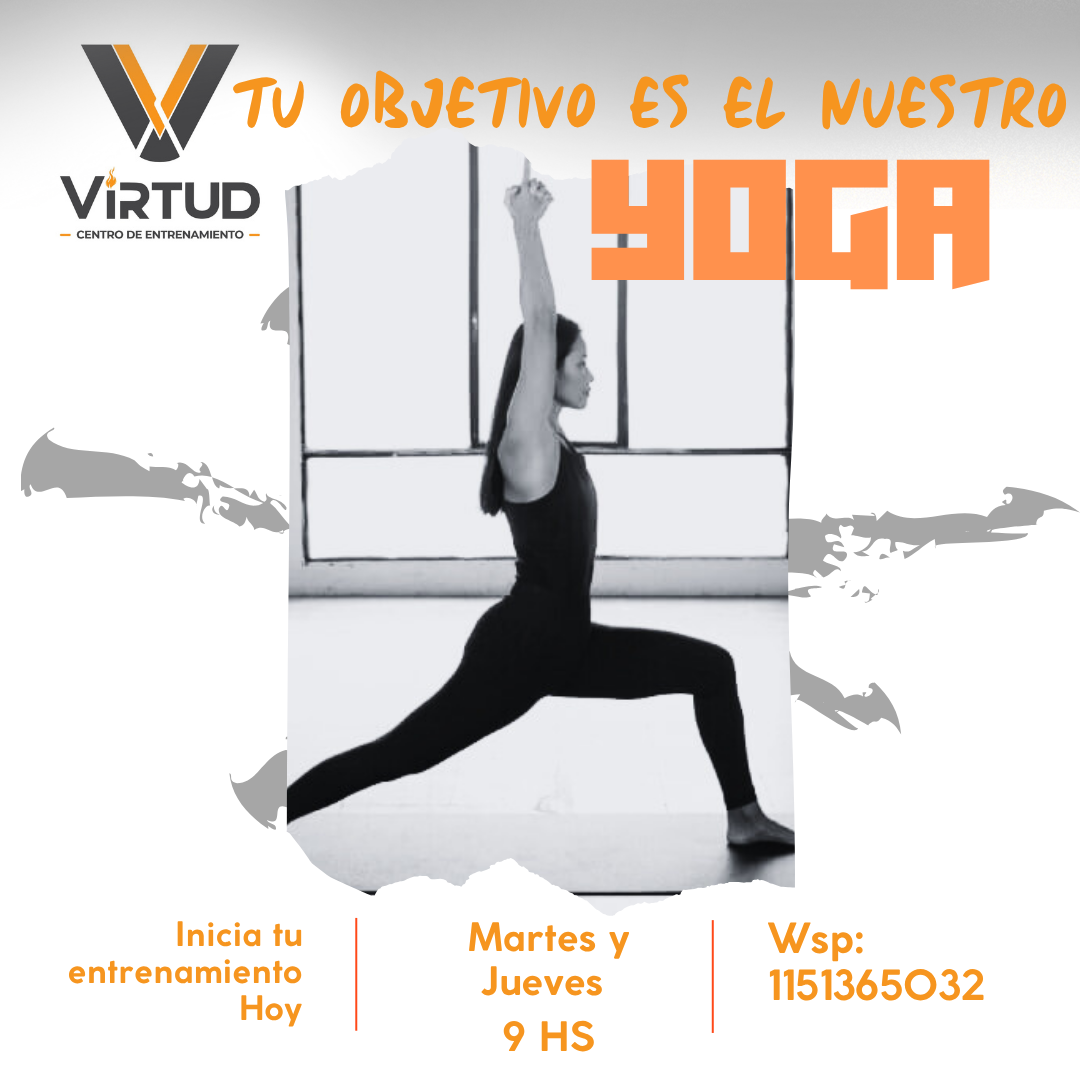 TU OBJETIVO ES EL NUESTRO
VIRTUD
CENTRO DE ENTRENAMIENTO
YOGA
Inicia tu
entrenamiento
Hoy
Martes y
Jueves
9 HS
Wsp:
1151365032